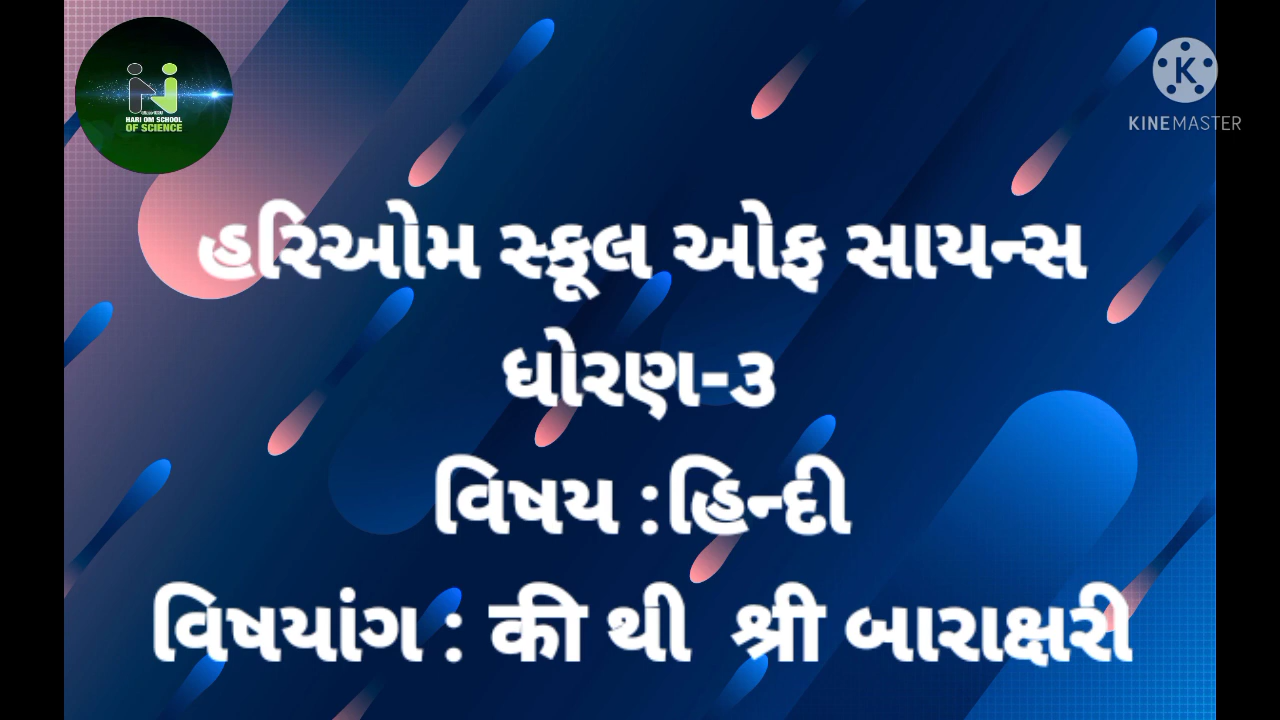 HARI OM SCHOOL
OF SCIENCE
K
KINEMASTER
હરિઓમ સ્કૂલ ઓફ સાયન્સ
ધોરણ-૩
વિષય :હિન્દી
વિષયાંગ : की થી श्री બારાક્ષરી